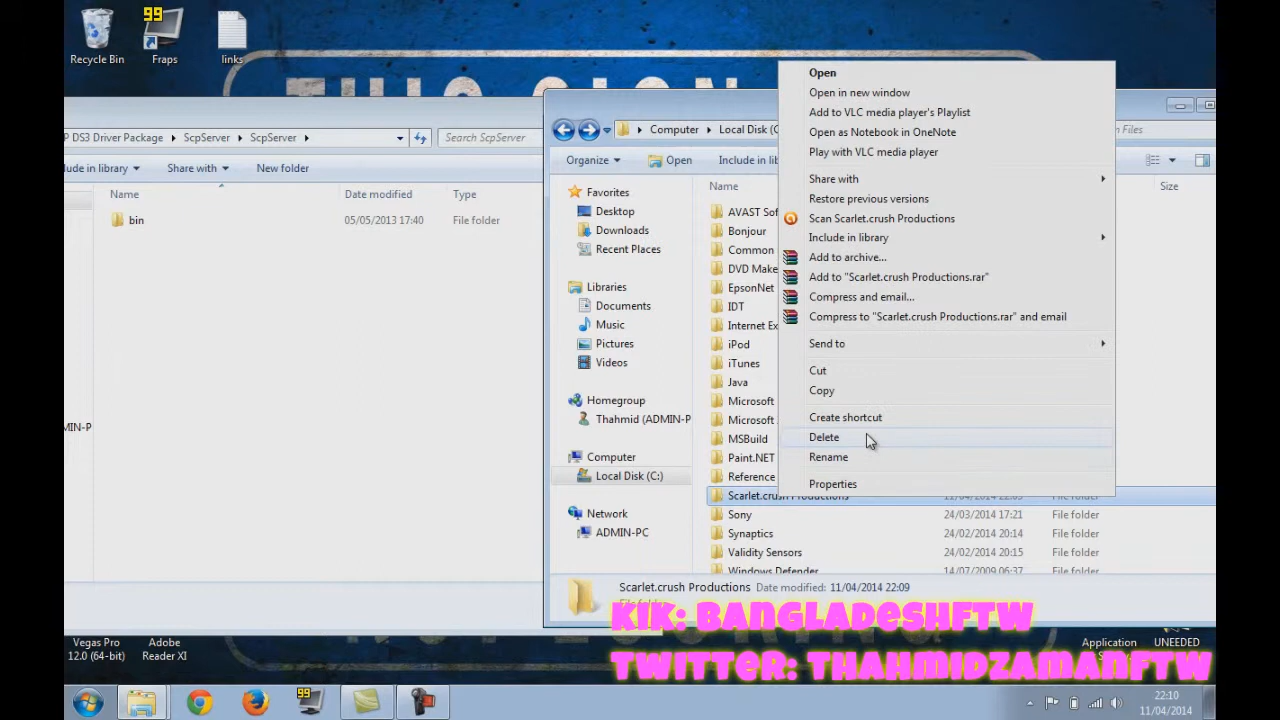 99
Recycle Bin
Fraps
links
P DS3 Driver Package
ScpServer
ScpServer
Search ScpServer
Include in library
Share with
New folder
Name
Date modified
Type
bin
05/05/2013 17:40
File folder
MIN-P
Computer
Local Disk (C
Files
Organize
Open
Include in lib
Name
Size
Favorites
Desktop
Downloads
Recent Places
Libraries
Documents
Music
Pictures
Videos
Homegroup
Thahmid (ADMIN-P
Computer
Local Disk (C:)
Network
ADMIN-PC
AVAST Sof
Bonjour
Common
DVD Make
EpsonNet
IDT
Internet Ex
iPod
iTunes
Java
Microsoft
Microsoft
MSBuild
Paint.NET
Reference
Scarlet.crush Productions 11/04/2014 22:09 File folder
Sony 24/03/2014 17:21 File folder
Synaptics 24/02/2014 20:14 File folder
Validity Sensors 24/02/2014 20:15 File folder
Windows Defender 14/07/2009 06:37 File folder
Open
Open in new window
Add to VLC media player's Playlist
Open as Notebook in OneNote
Play with VLC media player
Share with
Restore previous versions
Scan Scarlet.crush Productions
Include in library
Add to archive...
Add to "Scarlet.crush Productions.rar"
Compress and email...
Compress to "Scarlet.crush Productions.rar" and email
Send to
Cut
Copy
Create shortcut
Delete
Rename
Properties
Scarlet.crush Productions Date modified: 11/04/2014 22:09
KIK: BANGLADESHFTW
TWITTER: THAHMIDZAMANFTW
Vegas Pro
12.0 (64-bit)
Adobe
Reader XI
Application
UNEEDED
99
22:10
11/04/2014